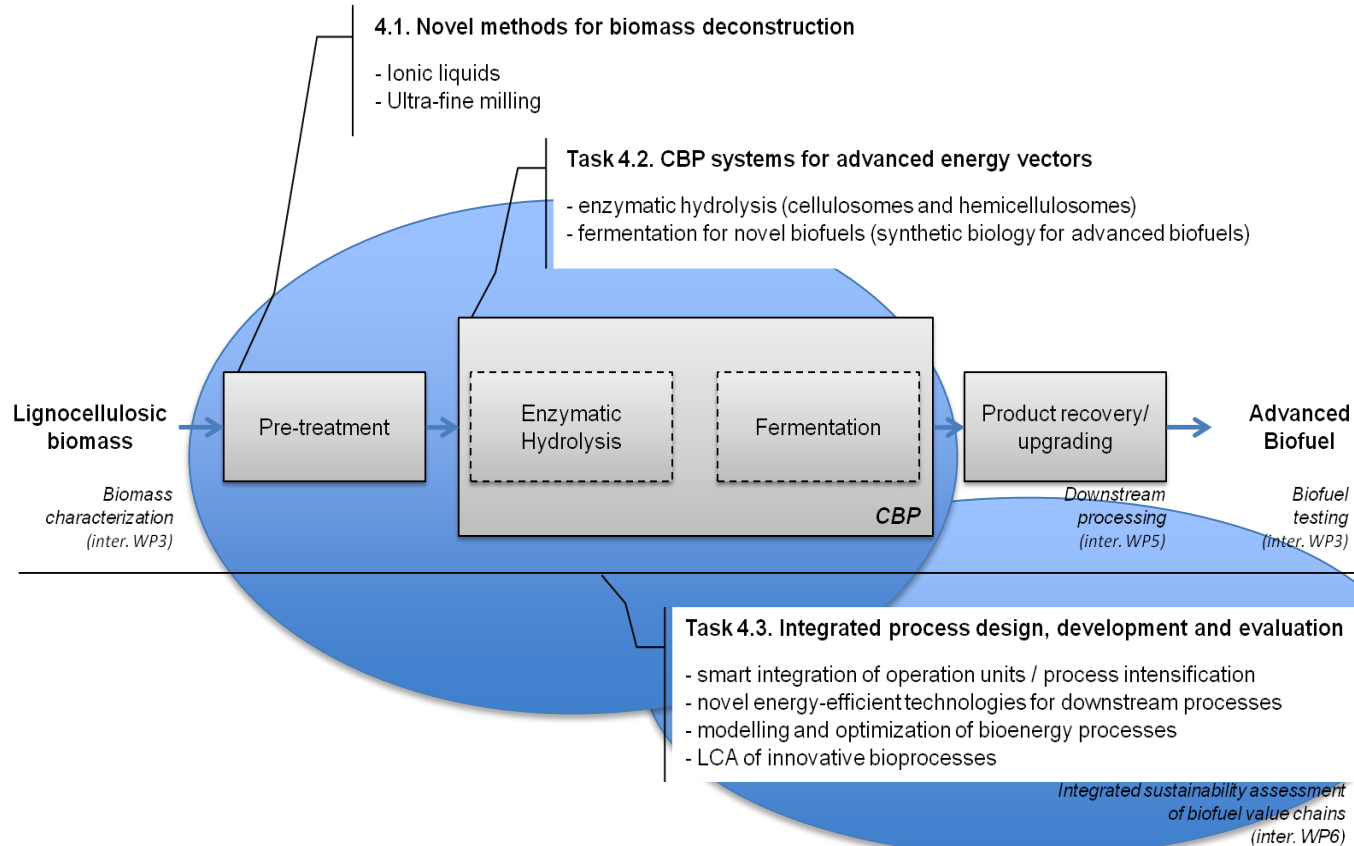 4.1. Novel methods for biomass deconstruction
- Ionic liquids
- Ultra-fine milling
Task 4.2. CBP systems for advanced energy vectors
- enzymatic hydrolysis (cellulosomes and hemicellulosomes)
- fermentation for novel biofuels (synthetic biology for advanced biofuels)
Lignocellulosic
biomass
Pre-treatment
Enzymatic
Hydrolysis
Fermentation
CBP
Product recovery/
upgrading
Advanced
Biofuel
Biomass
characterization
(inter. WP3)
Downstream
processing
(inter. WP5)
Biofuel
testing
(inter. WP3)
Task 4.3. Integrated process design, development and evaluation
- smart integration of operation units / process intensification
- novel energy-efficient technologies for downstream processes
- modelling and optimization of bioenergy processes
- LCA of innovative bioprocesses
Integrated sustainability assessment
of biofuel value chains
(inter. WP6)